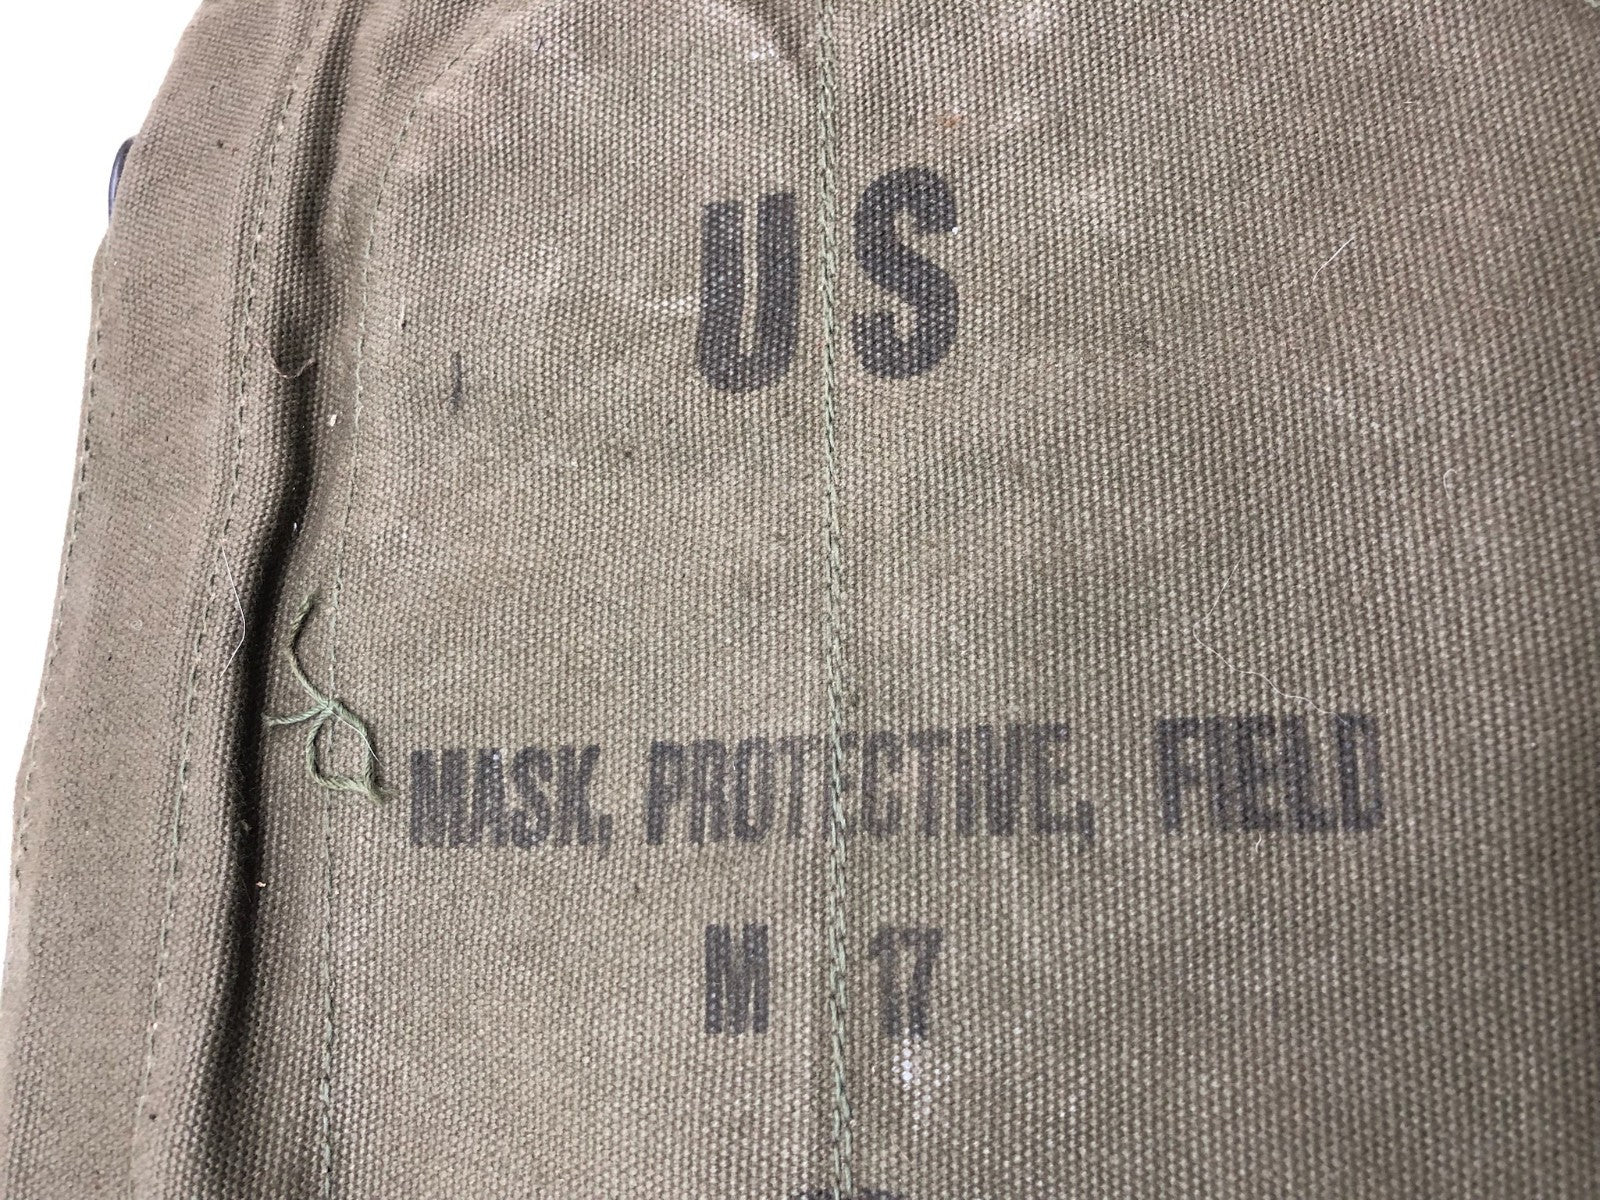 US
MASK, PROTECTIVE, FIELD
M 17